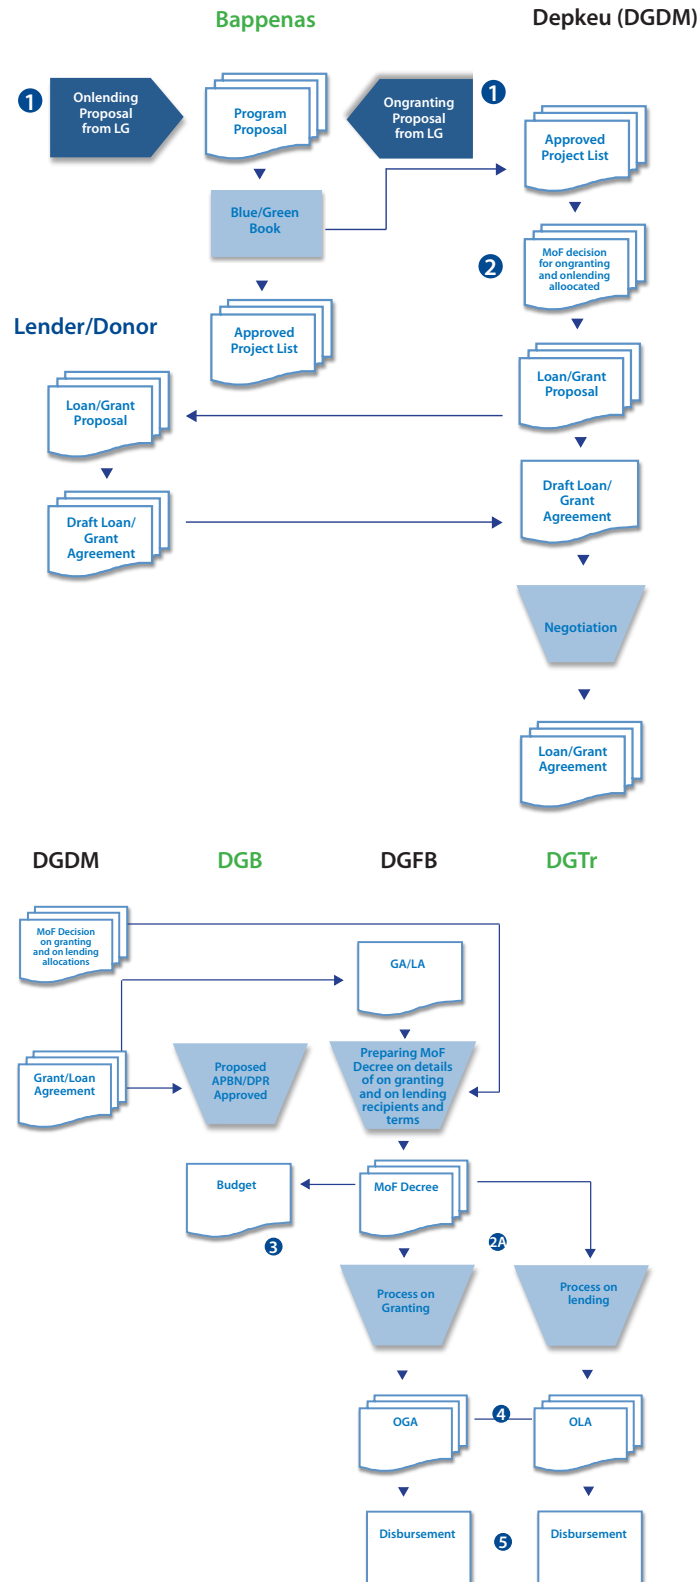 Bappenas
Depkeu (DGDM)
1
Onlending
Proposal
from LG
Program
Proposal
Ongranting
Proposal
from LG
1
Approved
Project List
Blue/Green
Book
2
MoF decision
for ongranting
and onlending
alloocated
Lender/Donor
Approved
Project List
Loan/Grant
Proposal
Loan/Grant
Proposal
Draft Loan/
Grant
Agreement
Draft Loan/
Grant
Agreement
Negotiation
Loan/Grant
Agreement
DGDM
DGB
DGFB
DGTr
MoF Decision
on granting
and on lending
allocations
GA/LA
Grant/Loan
Agreement
Proposed
APBN/DPR
Approved
Preparing MoF
Decree on details
of on granting
and on lending
recipients and
terms
Budget
MoF Decree
3
2A
Process on
Granting
Process on
lending
OGA
4
OLA
Disbursement
5
Disbursement